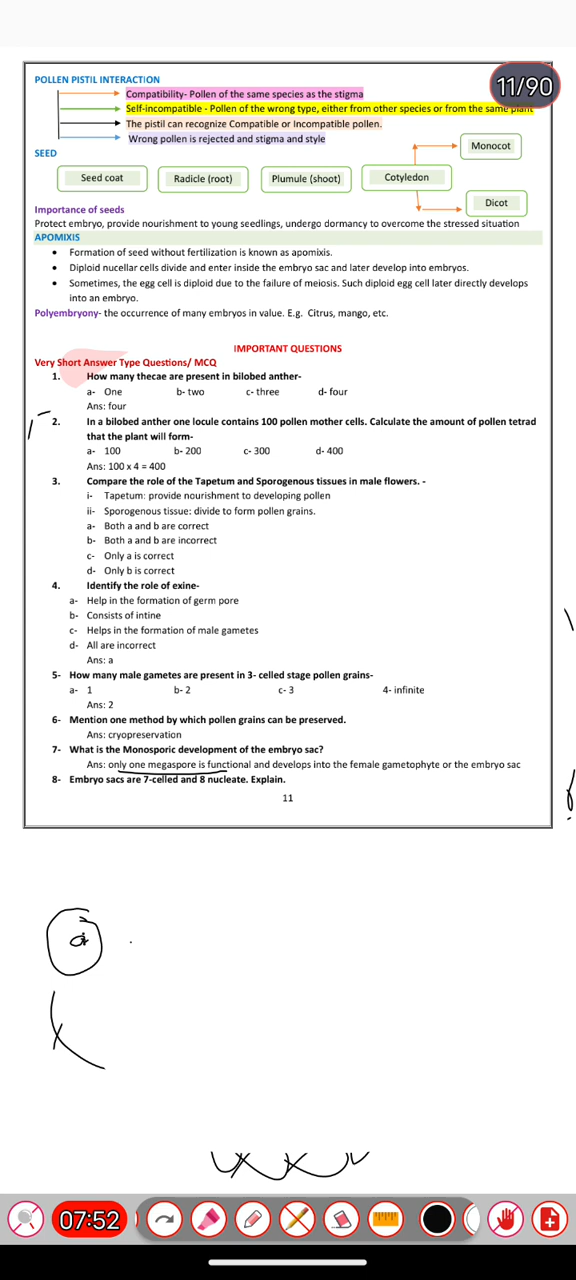 11/90
POLLEN PISTIL INTERACTION
Compatibility- Pollen of the same species as the stigma
Self-incompatible - Pollen of the wrong type, either from other species or from the same plant
The pistil can recognize Compatible or Incompatible pollen.
Wrong pollen is rejected and stigma and style
SEED
Monocot
Seed coat Radicle (root) Plumule (shoot) Cotyledon
Dicot
Importance of seeds
Protect embryo, provide nourishment to young seedlings, undergo dormancy to overcome the stressed situation
APOMIXIS
• Formation of seed without fertilization is known as apomixis.
• Diploid nucellar cells divide and enter inside the embryo sac and later develop into embryos.
• Sometimes, the egg cell is diploid due to the failure of meiosis. Such diploid egg cell later directly develops
into an embryo.
Polyembryony- the occurrence of many embryos in value. E.g. Citrus, mango, etc.
IMPORTANT QUESTIONS
Very Short Answer Type Questions/ MCQ
1. How many thecae are present in bilobed anther-
a- One b- two c- three d- four
Ans: four
2. In a bilobed anther one locule contains 100 pollen mother cells. Calculate the amount of pollen tetrad
that the plant will form-
a- 100 b- 200 c- 300 d- 400
Ans: 100 x 4 = 400
3. Compare the role of the Tapetum and Sporogenous tissues in male flowers. -
i- Tapetum: provide nourishment to developing pollen
ii- Sporogenous tissue: divide to form pollen grains.
a- Both a and b are correct
b- Both a and b are incorrect
c- Only a is correct
d- Only b is correct
4. Identify the role of exine-
a- Help in the formation of germ pore
b- Consists of intine
c- Helps in the formation of male gametes
d- All are incorrect
Ans: a
5- How many male gametes are present in 3- celled stage pollen grains-
a- 1 b- 2 c- 3 4- infinite
Ans: 2
6- Mention one method by which pollen grains can be preserved.
Ans: cryopreservation
7- What is the Monosporic development of the embryo sac?
Ans: only one megaspore is functional and develops into the female gametophyte or the embryo sac
8- Embryo sacs are 7-celled and 8 nucleate. Explain.
11
07:52